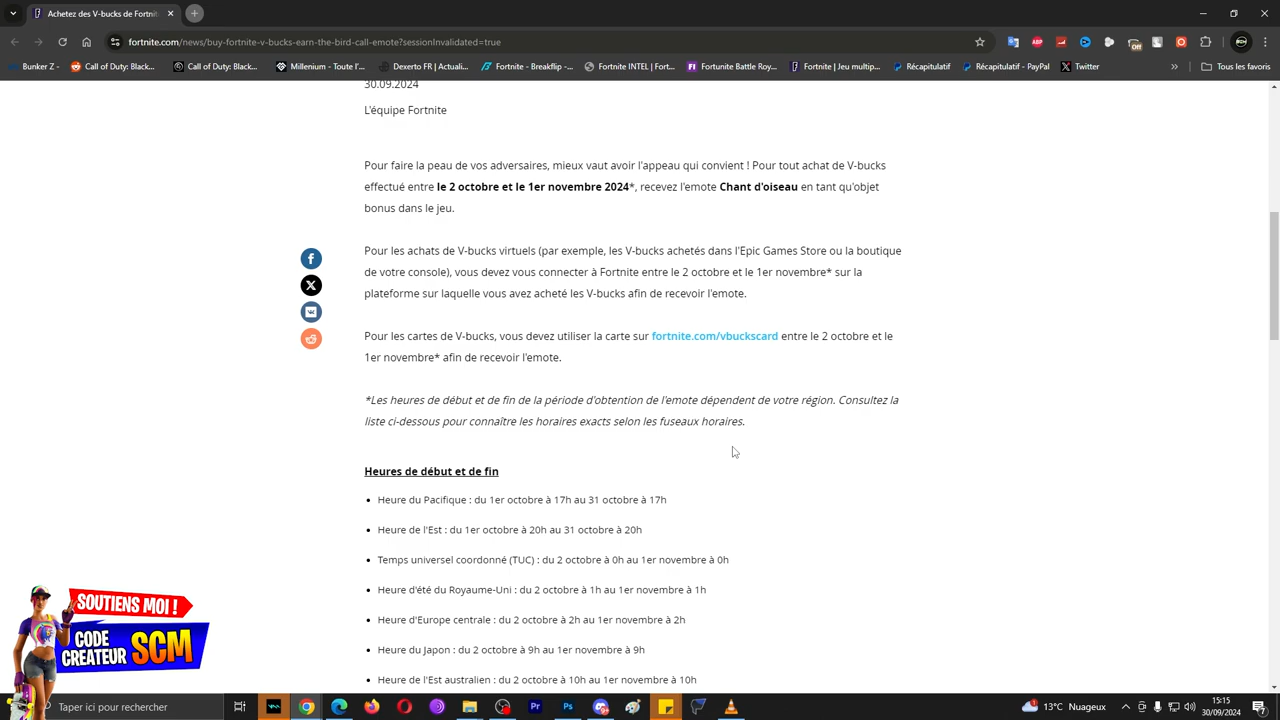 Achetez des V-bucks de Fortnite
fortnite.com/news/buy-fortnite-v-bucks-earn-the-bird-call-emote?sessionInvalidated=true
Bunker Z - Call of Duty: Black... Call of Duty: Black... Millenium - Toute l'... Dexerto FR | Actuali... Fortnite - Breakflip -... Fortnite INTEL | Fort... Fortunite Battle Roy... Fortnite | Jeu multip... Récapitulatif Récapitulatif - PayPal Twitter Tous les favoris
30.09.2024
L'équipe Fortnite
Pour faire la peau de vos adversaires, mieux vaut avoir l'appeau qui convient ! Pour tout achat de V-bucks
effectué entre le 2 octobre et le 1er novembre 2024*, recevez l'emote Chant d'oiseau en tant qu'objet
bonus dans le jeu.
Pour les achats de V-bucks virtuels (par exemple, les V-bucks achetés dans l'Epic Games Store ou la boutique
de votre console), vous devez vous connecter à Fortnite entre le 2 octobre et le 1er novembre* sur la
plateforme sur laquelle vous avez acheté les V-bucks afin de recevoir l'emote.
Pour les cartes de V-bucks, vous devez utiliser la carte sur fortnite.com/vbuckscard entre le 2 octobre et le
1er novembre* afin de recevoir l'emote.
*Les heures de début et de fin de la période d'obtention de l'emote dépendent de votre région. Consultez la
liste ci-dessous pour connaître les horaires exacts selon les fuseaux horaires.
Heures de début et de fin
• Heure du Pacifique : du 1er octobre à 17h au 31 octobre à 17h
• Heure de l'Est : du 1er octobre à 20h au 31 octobre à 20h
• Temps universel coordonné (TUC) : du 2 octobre à 0h au 1er novembre à 0h
• Heure d'été du Royaume-Uni : du 2 octobre à 1h au 1er novembre à 1h
• Heure d'Europe centrale : du 2 octobre à 2h au 1er novembre à 2h
• Heure du Japon : du 2 octobre à 9h au 1er novembre à 9h
• Heure de l'Est australien : du 2 octobre à 10h au 1er novembre à 10h
SOUTIENS MOI !
CODE
CREATEUR SCM
Taper ici pour rechercher
13°C Nuageux
15:15
30/09/2024